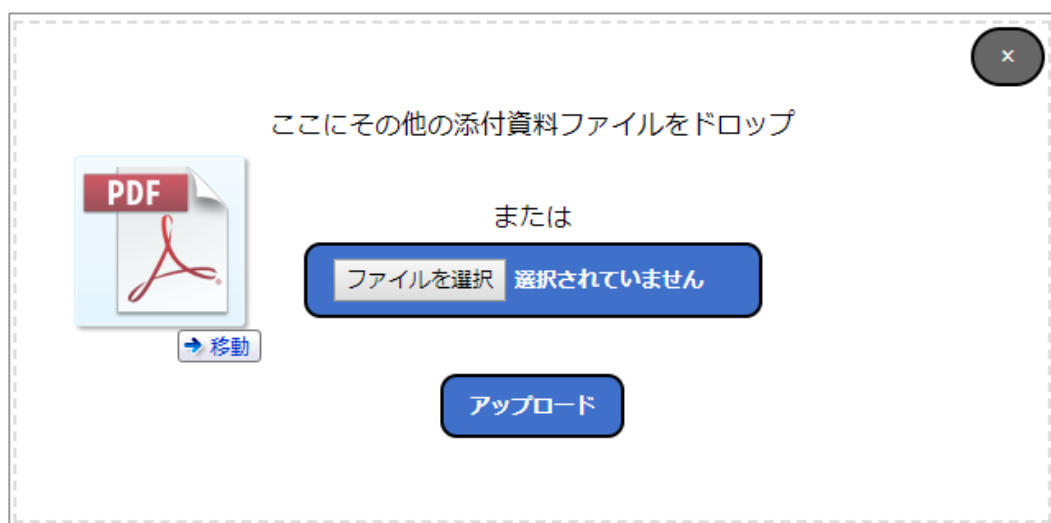 ×
ここにその他の添付資料ファイルをドロップ
PDF
または
ファイルを選択 選択されていません
移動
アップロード